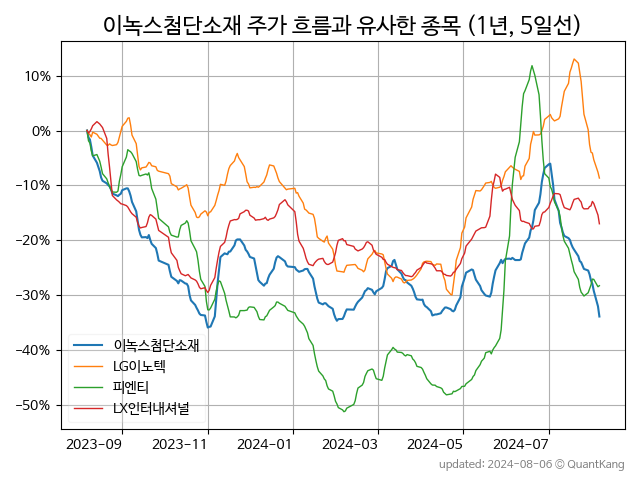 이녹스첨단소재 주가 흐름과 유사한 종목 (1년, 5일선)
10%
0%
−10%
−20%
−30%
−40%
−50%
이녹스첨단소재
LG이노텍
피엔티
LX인터내셔널
2023-09 2023-11 2024-01 2024-03 2024-05 2024-07
updated: 2024-08-06 © QuantKang